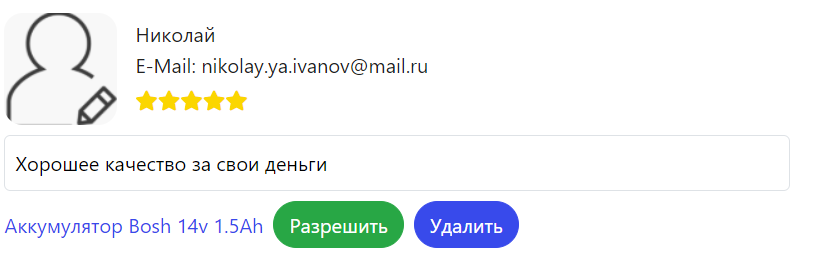 Николай
E-Mail: nikolay.ya.ivanov@mail.ru
Хорошее качество за свои деньги
Аккумулятор Bosh 14v 1.5Ah Разрешить Удалить